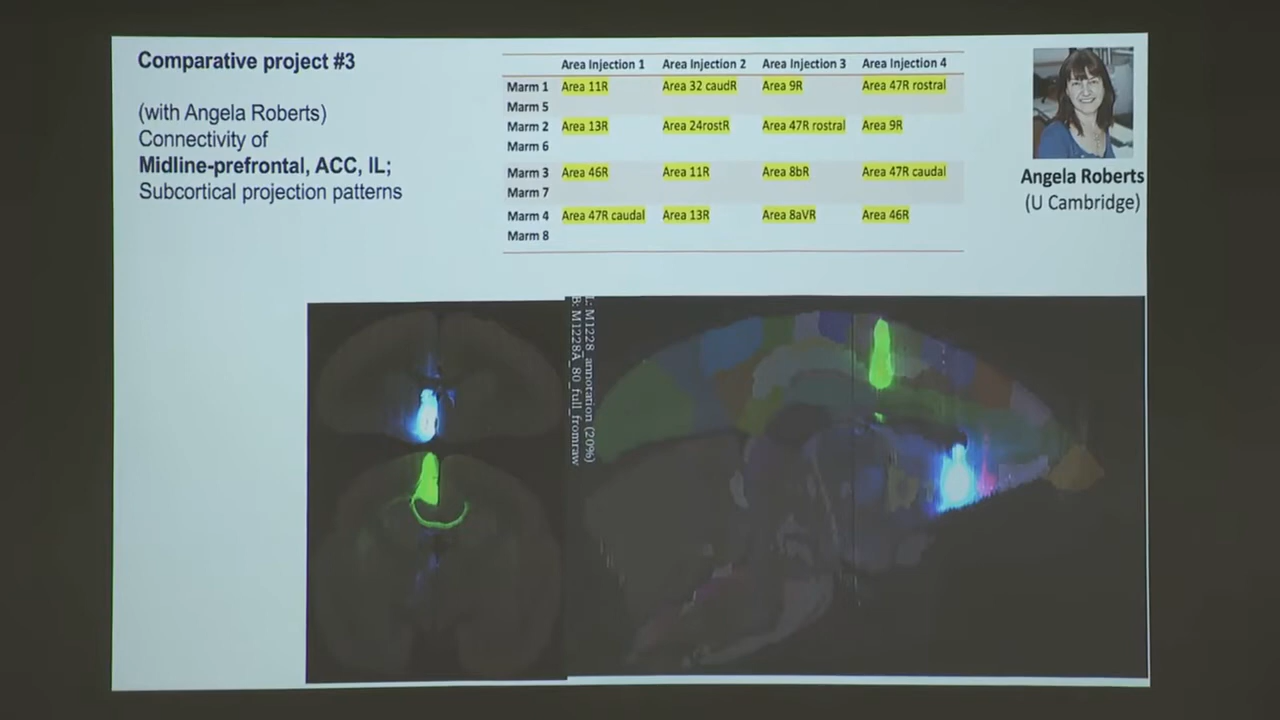 Comparative project #3
(with Angela Roberts)
Connectivity of
Midline-prefrontal, ACC, IL;
Subcortical projection patterns
Area Injection 1 Area Injection 2 Area Injection 3 Area Injection 4
Marm 1 Area 11R Area 32 caudR Area 9R Area 47R rostral
Marm 5
Marm 2 Area 13R Area 24rostR Area 47R rostral Area 9R
Marm 6
Marm 3 Area 46R Area 11R Area 8bR Area 47R caudal
Marm 7
Marm 4 Area 47R caudal Area 13R Area 8aVR Area 46R
Marm 8
Angela Roberts
(U Cambridge)
L: M1228_annotation (20%)
B: M1228A_80_full_fromraw